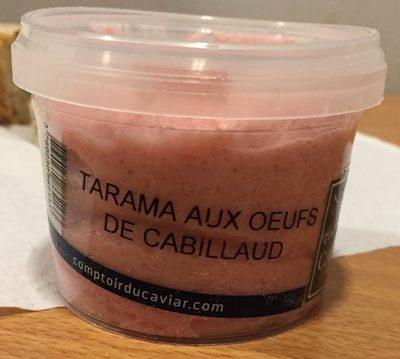 TARAMA AUX OEUFS
DE CABILLAUD
comptoirducaviar.com